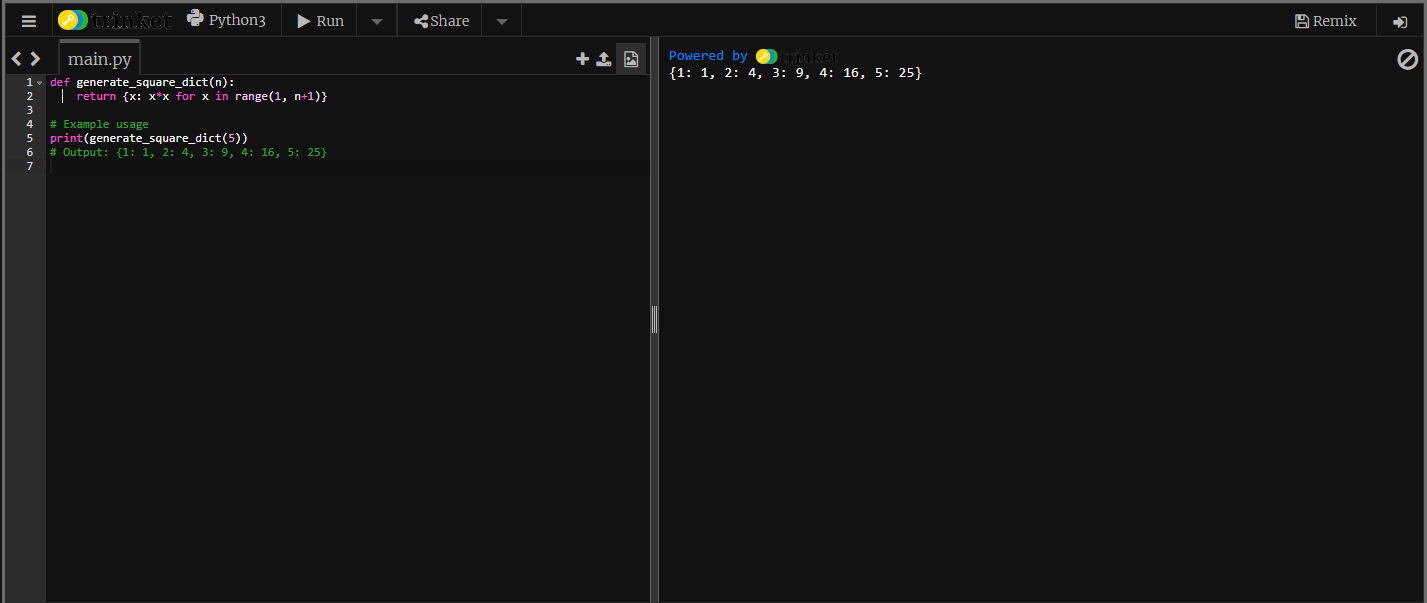 trinket Python3 Run Share Remix
main.py
1 def generate_square_dict(n):
2     return {x: x*x for x in range(1, n+1)}
3
4 # Example usage
5 print(generate_square_dict(5))
6 # Output: {1: 1, 2: 4, 3: 9, 4: 16, 5: 25}
7
Powered by trinket
{1: 1, 2: 4, 3: 9, 4: 16, 5: 25}